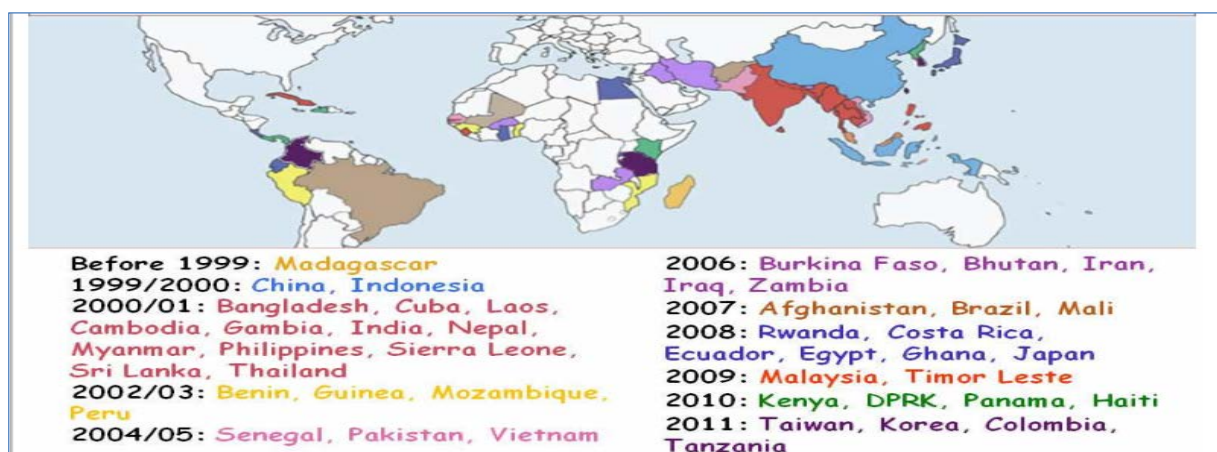 Before 1999: Madagascar
1999/2000: China, Indonesia
2000/01: Bangladesh, Cuba, Laos,
Cambodia, Gambia, India, Nepal,
Myanmar, Philippines, Sierra Leone,
Sri Lanka, Thailand
2002/03: Benin, Guinea, Mozambique,
Peru
2004/05: Senegal, Pakistan, Vietnam
2006: Burkina Faso, Bhutan, Iran,
Iraq, Zambia
2007: Afghanistan, Brazil, Mali
2008: Rwanda, Costa Rica,
Ecuador, Egypt, Ghana, Japan
2009: Malaysia, Timor Leste
2010: Kenya, DPRK, Panama, Haiti
2011: Taiwan, Korea, Colombia,
Tanzania